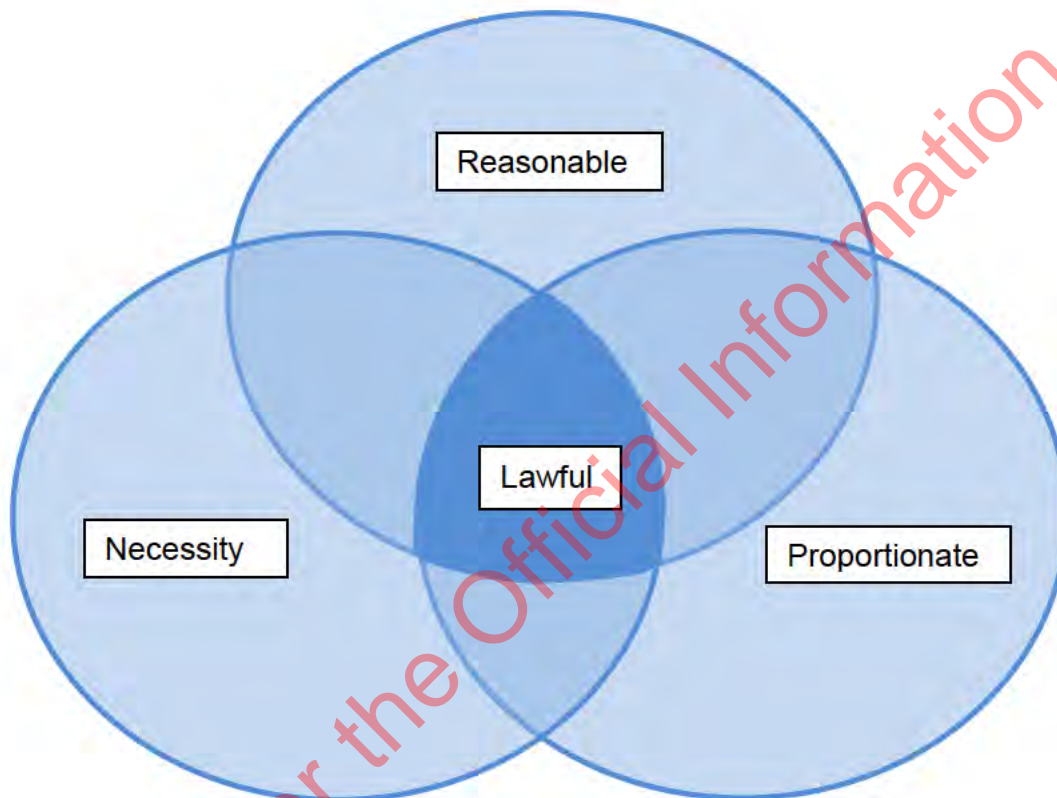 Reasonable
Lawful
Necessity
Proportionate
r the Official Information